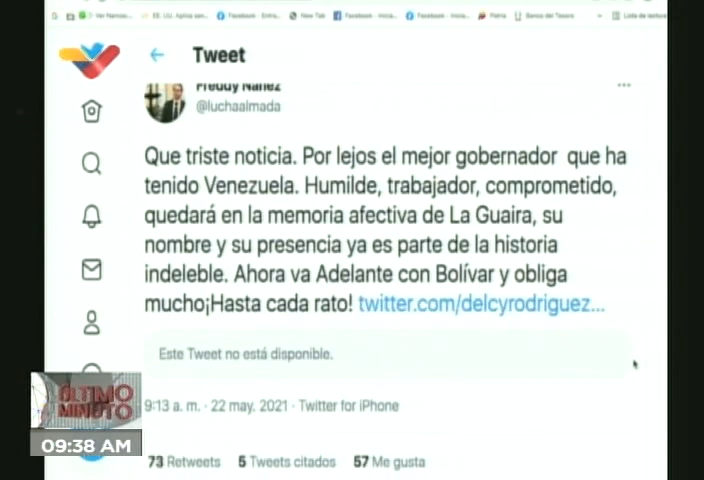 Tweet
Freddy Ñáñez
@luchaalmada
Que triste noticia. Por lejos el mejor gobernador que ha
tenido Venezuela. Humilde, trabajador, comprometido,
quedará en la memoria afectiva de La Guaira, su
nombre y su presencia ya es parte de la historia
indeleble. Ahora va Adelante con Bolívar y obliga
mucho¡Hasta cada rato! twitter.com/delcyrodriguez...
Este Tweet no está disponible.
9:13 a. m. · 22 may. 2021 · Twitter for iPhone
73 Retweets 5 Tweets citados 57 Me gusta
ÚLTIMO
MINUTO
09:38 AM